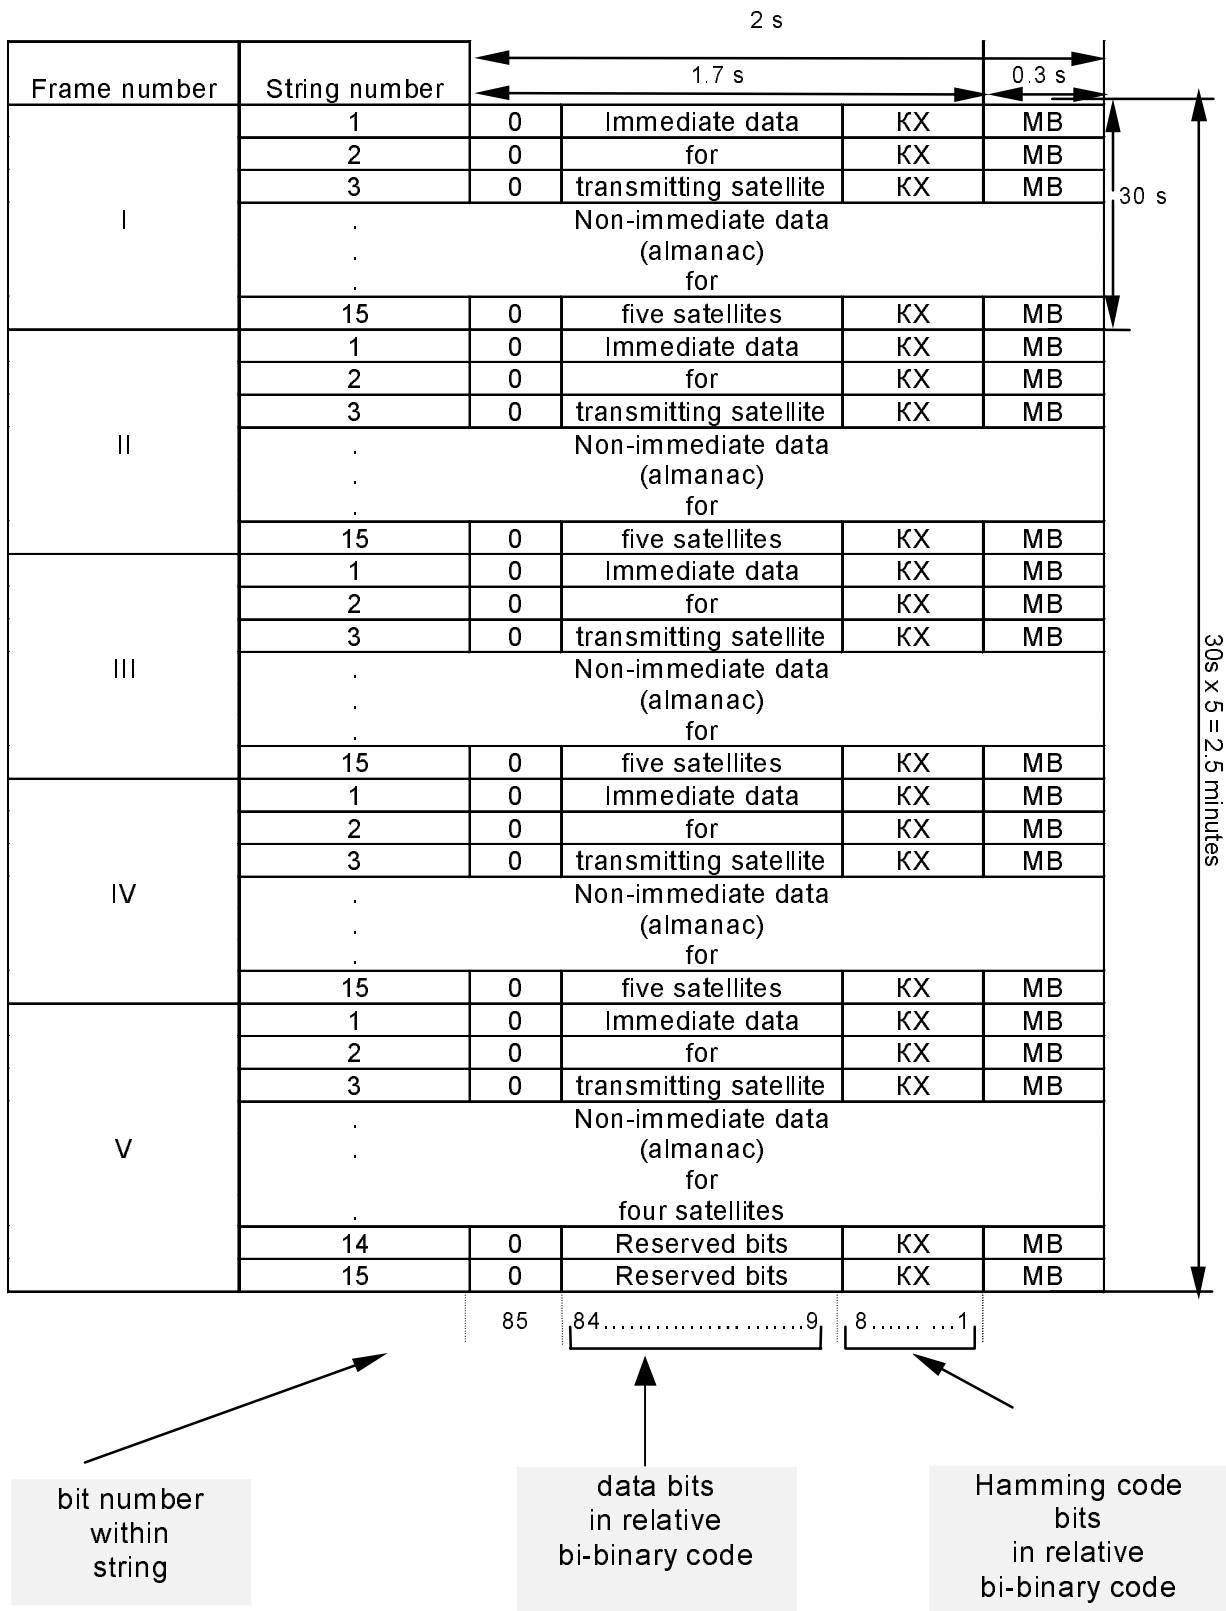 2 s
1.7 s 0.3 s
Frame number String number
1 0 Immediate data KX MB
2 0 for KX MB
3 0 transmitting satellite KX MB
30 s
I . Non-immediate data
. (almanac)
. for
15 0 five satellites KX MB
1 0 Immediate data KX MB
2 0 for KX MB
3 0 transmitting satellite KX MB
II . Non-immediate data
. (almanac)
. for
15 0 five satellites KX MB
1 0 Immediate data KX MB
2 0 for KX MB
3 0 transmitting satellite KX MB
III . Non-immediate data
. (almanac)
. for
15 0 five satellites KX MB
30s x 5 = 2.5 minutes
1 0 Immediate data KX MB
2 0 for KX MB
3 0 transmitting satellite KX MB
IV . Non-immediate data
. (almanac)
. for
15 0 five satellites KX MB
1 0 Immediate data KX MB
2 0 for KX MB
3 0 transmitting satellite KX MB
. Non-immediate data
V . (almanac)
for
. four satellites
14 0 Reserved bits KX MB
15 0 Reserved bits KX MB
85 84......................9 8...... ...1
bit number
within
string
data bits
in relative
bi-binary code
Hamming code
bits
in relative
bi-binary code